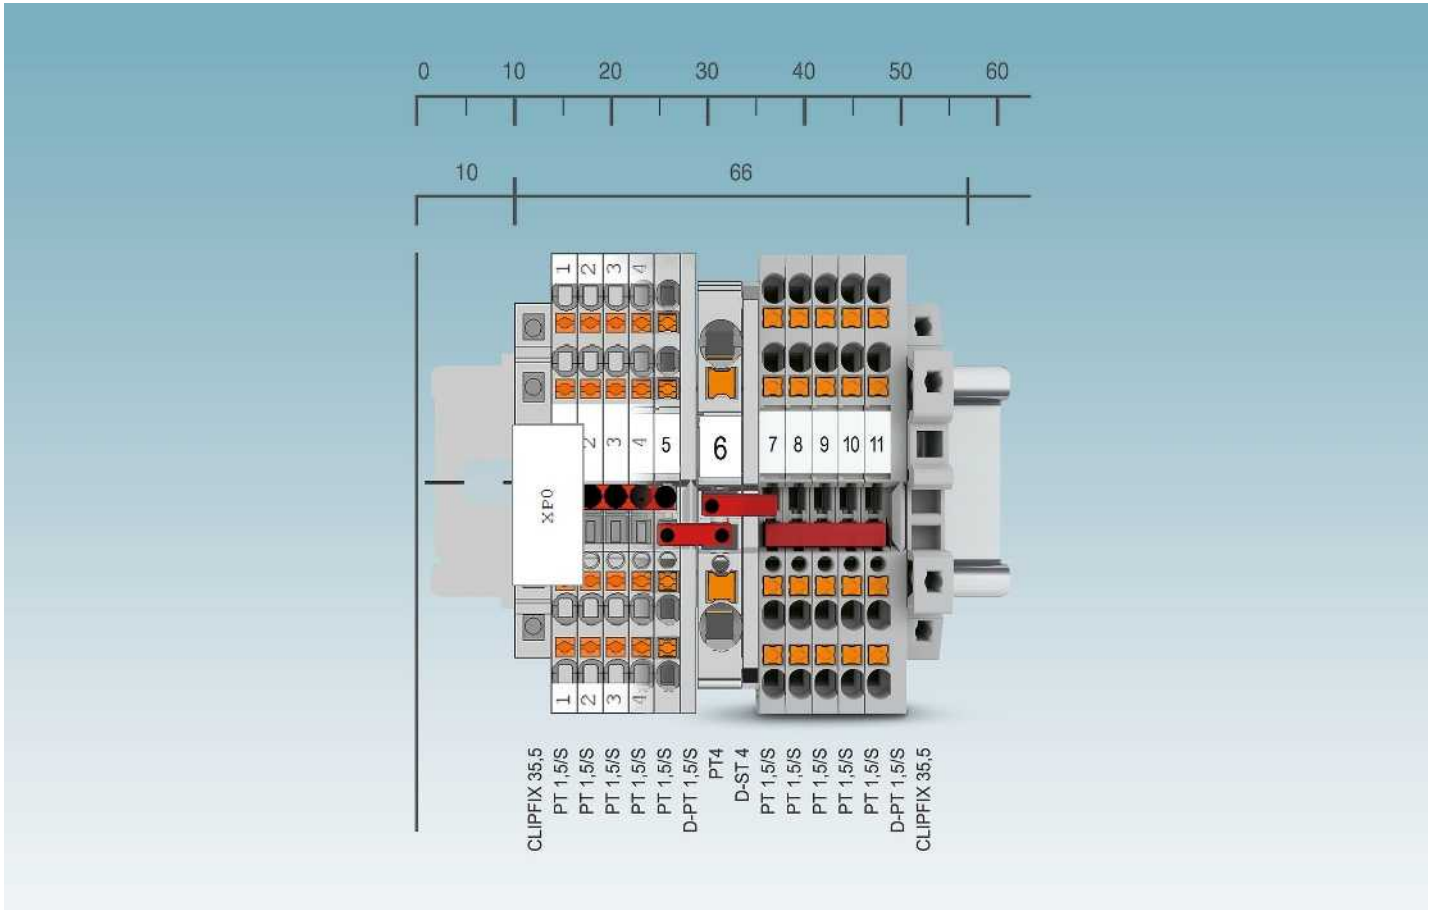 0 10 20 30 40 50 60
10 66
1 2 3 4
2 3 4 5 6 7 8 9 10 11
XP0
1 2 3 4
CLIPFIX 35,5
PT 1,5/S
PT 1,5/S
PT 1,5/S
PT 1,5/S
PT 1,5/S
D-PT 1,5/S
PT4
D-ST 4
PT 1,5/S
PT 1,5/S
PT 1,5/S
PT 1,5/S
PT 1,5/S
D-PT 1,5/S
CLIPFIX 35,5